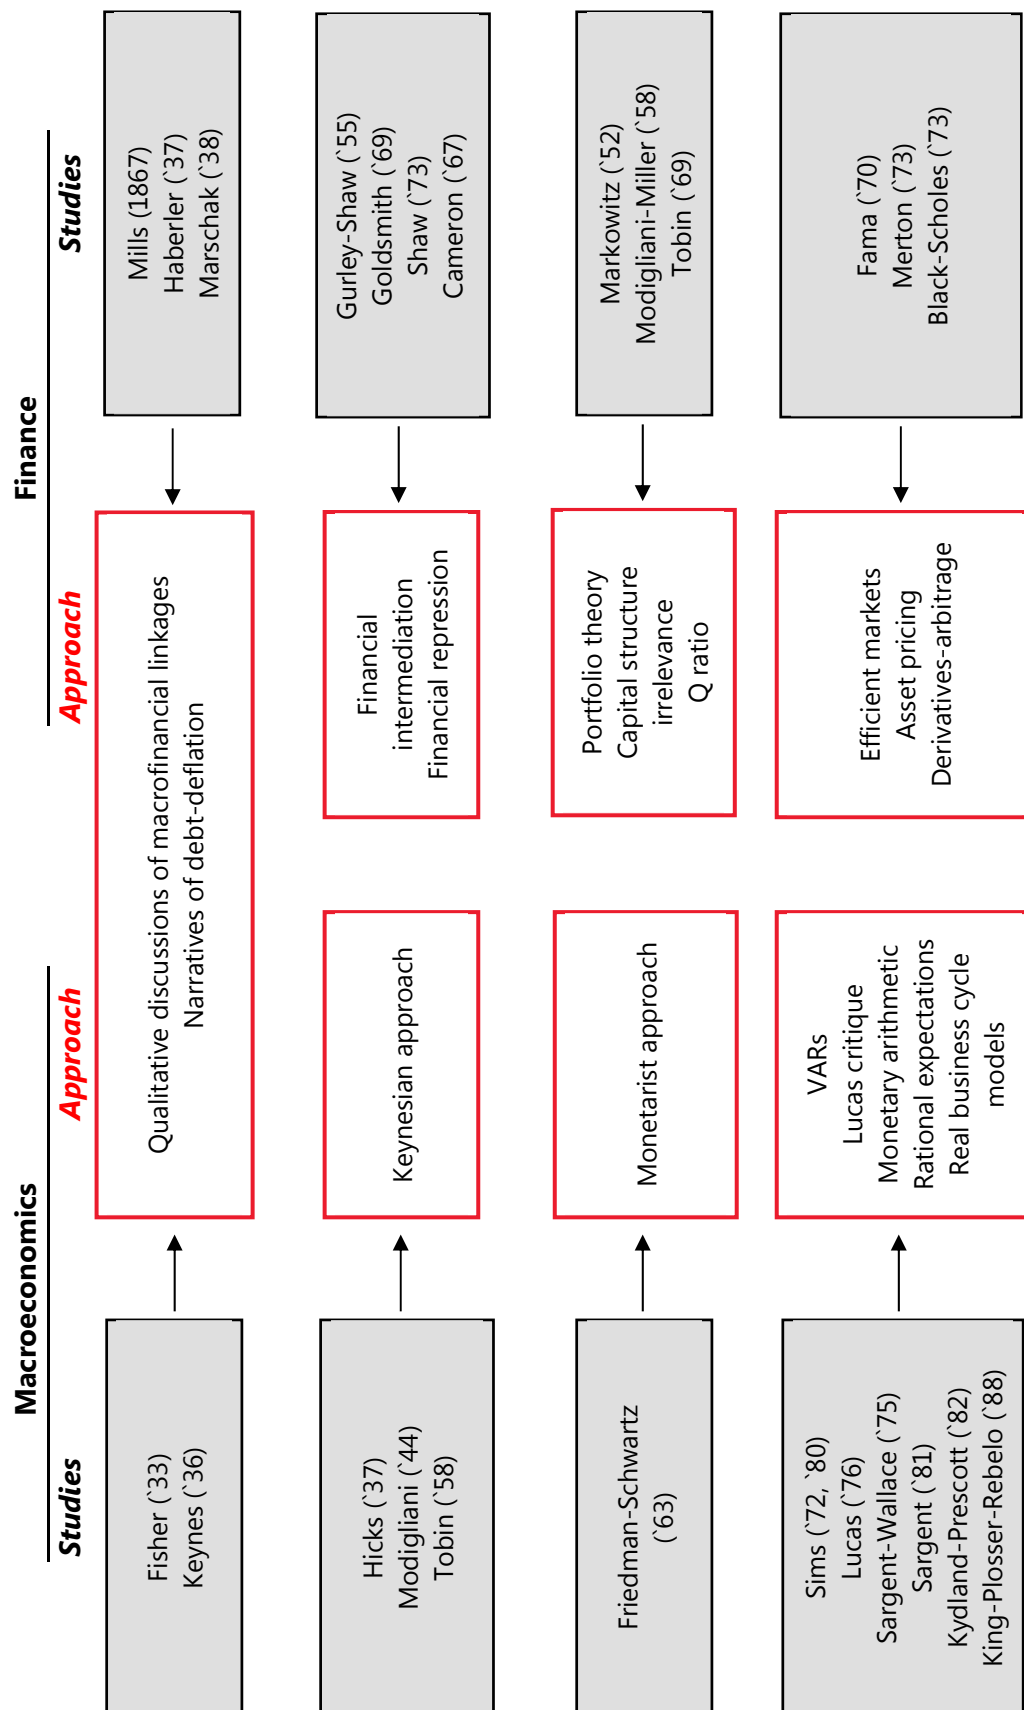 Macroeconomics
Finance
Studies
Approach
Approach
Studies
Fisher (`33)
Keynes (`36)
Qualitative discussions of macrofinancial linkages
Narratives of debt-deflation
Mills (1867)
Haberler (`37)
Marschak (`38)
Hicks (`37)
Modigliani (`44)
Tobin (`58)
Keynesian approach
Financial
intermediation
Financial repression
Gurley-Shaw (`55)
Goldsmith (`69)
Shaw (`73)
Cameron (`67)
Friedman-Schwartz
(`63)
Monetarist approach
Portfolio theory
Capital structure
irrelevance
Q ratio
Markowitz (`52)
Modigliani-Miller (`58)
Tobin (`69)
Sims (`72, `80)
Lucas (`76)
Sargent-Wallace (`75)
Sargent (`81)
Kydland-Prescott (`82)
King-Plosser-Rebelo (`88)
VARs
Lucas critique
Monetary arithmetic
Rational expectations
Real business cycle
models
Efficient markets
Asset pricing
Derivatives-arbitrage
Fama (`70)
Merton (`73)
Black-Scholes (`73)